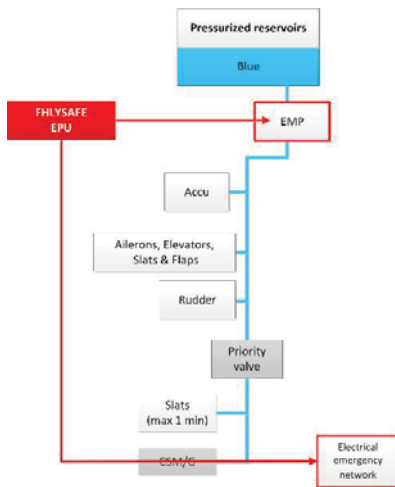 Pressurized reservoirs
Blue
FHLYSAFE
EPU
EMP
Accu
Ailerons, Elevators,
Slats & Flaps
Rudder
Priority
valve
Slats
(max 1 min)
CSM/G
Electrical
emergency
network